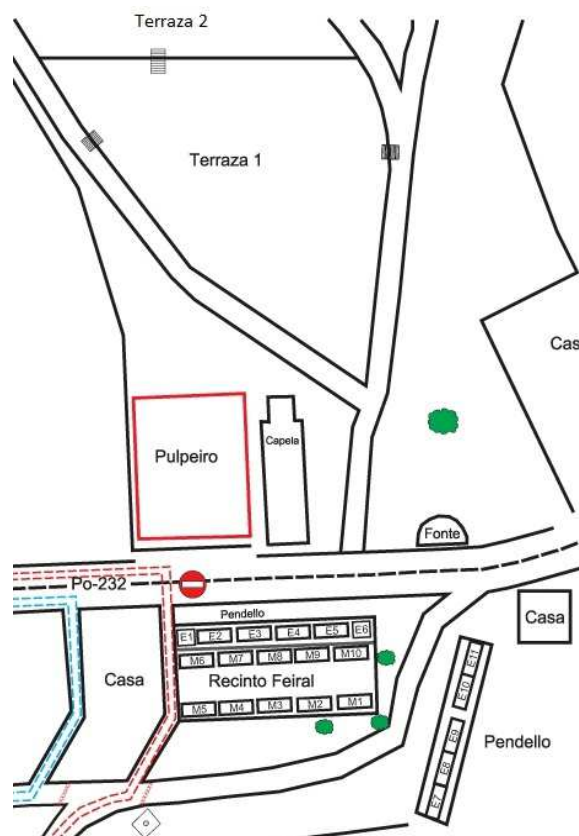 Terraza 2
Terraza 1
Cas
Pulpeiro
Capela
Fonte
Po-232
Pendello
Casa
E1 E2 E3 E4 E5 E6
M6 M7 M8 M9 M10
Casa
Recinto Feiral
M5 M4 M3 M2 M1
E11
E10
E9
E8
E7
Pendello